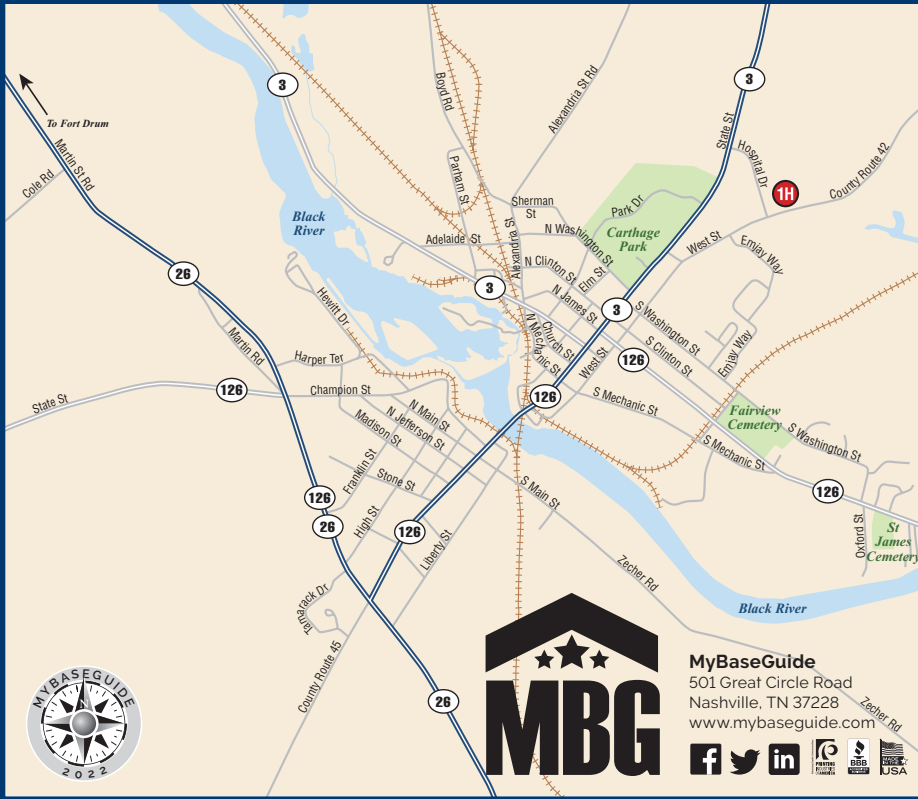 3
3
To Fort Drum
Martin St Rd
Cole Rd
Boyd Rd
Alexandria St Rd
State St
Hospital Dr
1H
County Route 42
Parham St
Sherman
St
Park Dr
Black
River
Adelaide St
Alexandria St
N Washington St
Carthage
Park
West St
Emjay Way
N Clinton St
Elm St
26
3
N James St
3
S Washington St
Hewitt Dr
N Mechanic St
Church St
West St
126
S Clinton St
Emjay Way
Martin Rd
Harper Ter
State St
126
Champion St
126
S Mechanic St
Fairview
Cemetery
S Washington St
N Main St
N Jefferson St
Madison St
S Mechanic St
Franklin St
Stone St
126
26
High St
126
Liberty St
S Main St
126
Oxford St
St
James
Cemetery
Zecher Rd
Tamarack Dr
Black River
County Route 45
26
Zecher Rd
MYBASEGUIDE
N
2022
MBG
MyBaseGuide
501 Great Circle Road
Nashville, TN 37228
www.mybaseguide.com
f
in
BBB
USA